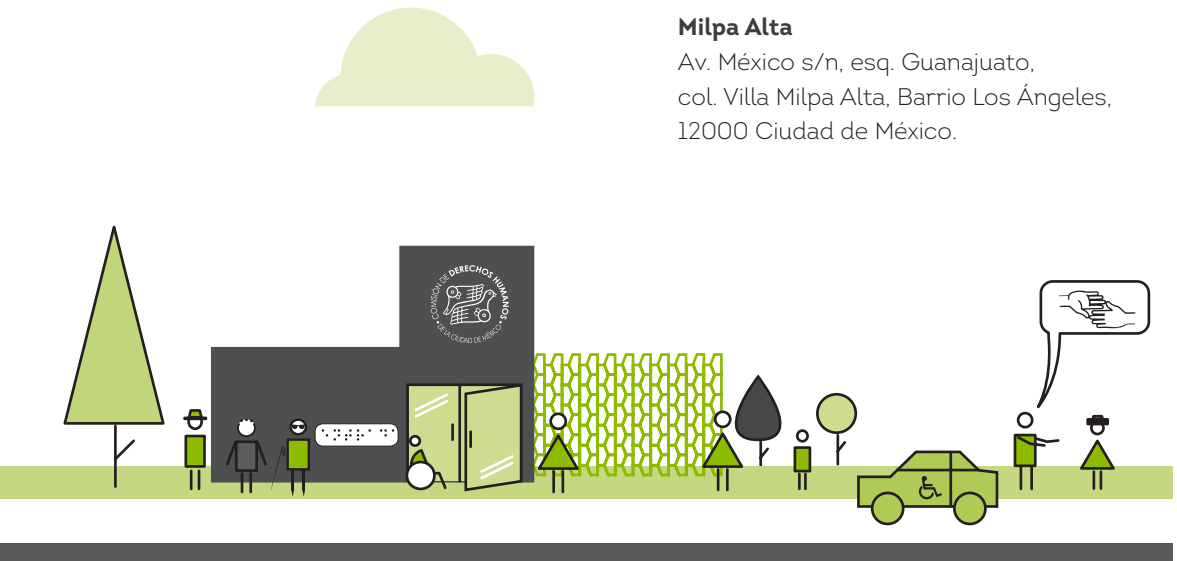 Milpa Alta
Av. México s/n, esq. Guanajuato,
col. Villa Milpa Alta, Barrio Los Ángeles,
12000 Ciudad de México.
COMISIÓN DE DERECHOS HUMANOS
DE LA CIUDAD DE MÉXICO